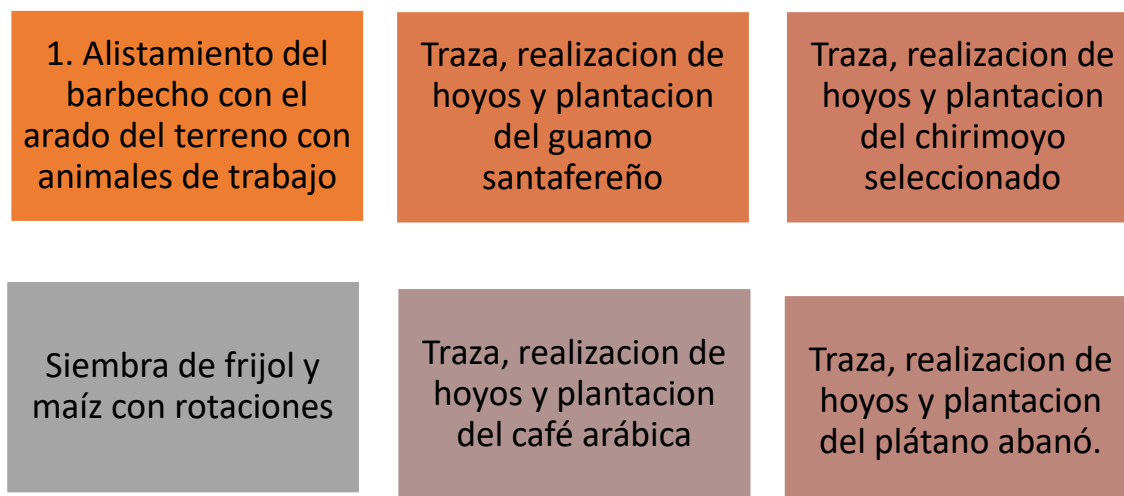 1. Alistamiento del
barbecho con el
arado del terreno con
animales de trabajo
Traza, realizacion de
hoyos y plantacion
del guamo
santafereño
Traza, realizacion de
hoyos y plantacion
del chirimoyo
seleccionado
Siembra de frijol y
maíz con rotaciones
Traza, realizacion de
hoyos y plantacion
del café arábica
Traza, realizacion de
hoyos y plantacion
del plátano abanó.